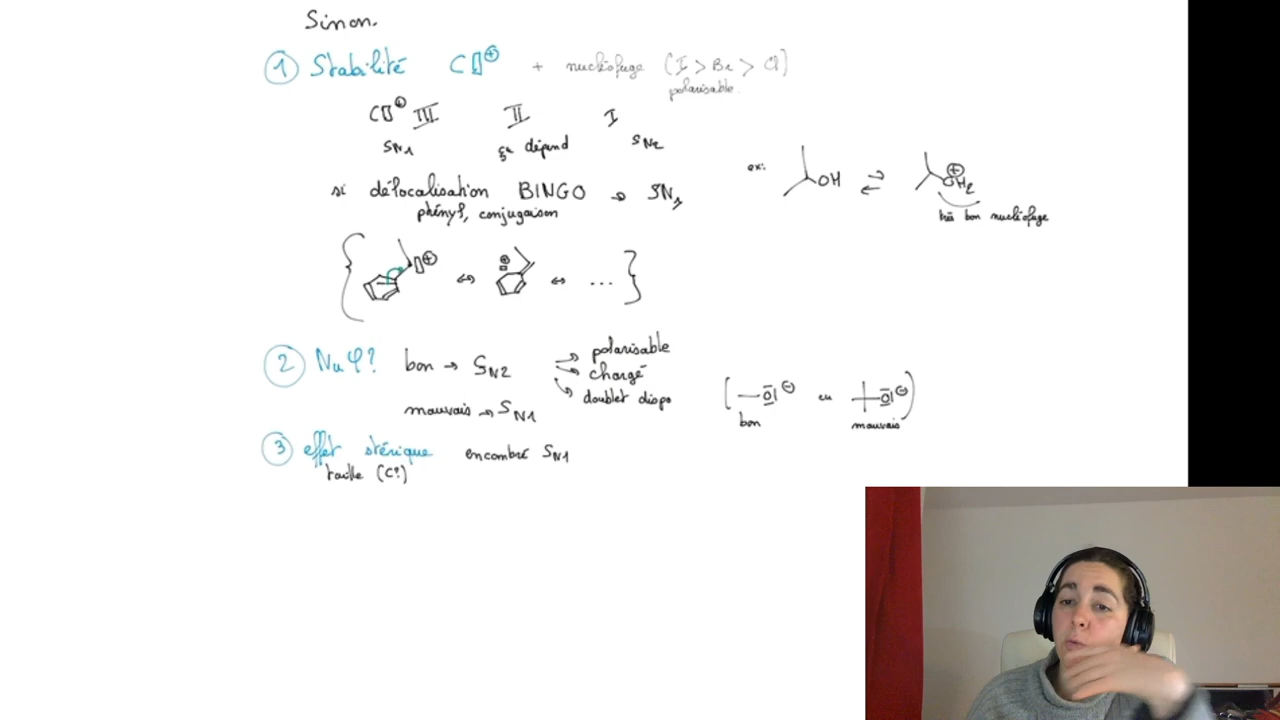 Sinon.
① Stabilité C▯⊕ + nucléofuge (I > Br > Cl)
polarisable.
C▯⊕ III II I
SN1 ça dépend SN2
ex: OH ⇌ ⊕OH2
très bon nucléofuge
si délocalisation BINGO → SN1
phényl, conjugaison
{ ▯⊕ ↔ ⊕ ↔ ... }
② Nuφ? bon → SN2 → polarisable
→ chargé
→ doublet dispo
mauvais → SN1
( —O̅|⊖ O̅|⊖ )
bon mauvais
③ effet stérique encombré SN1
taille (C?)